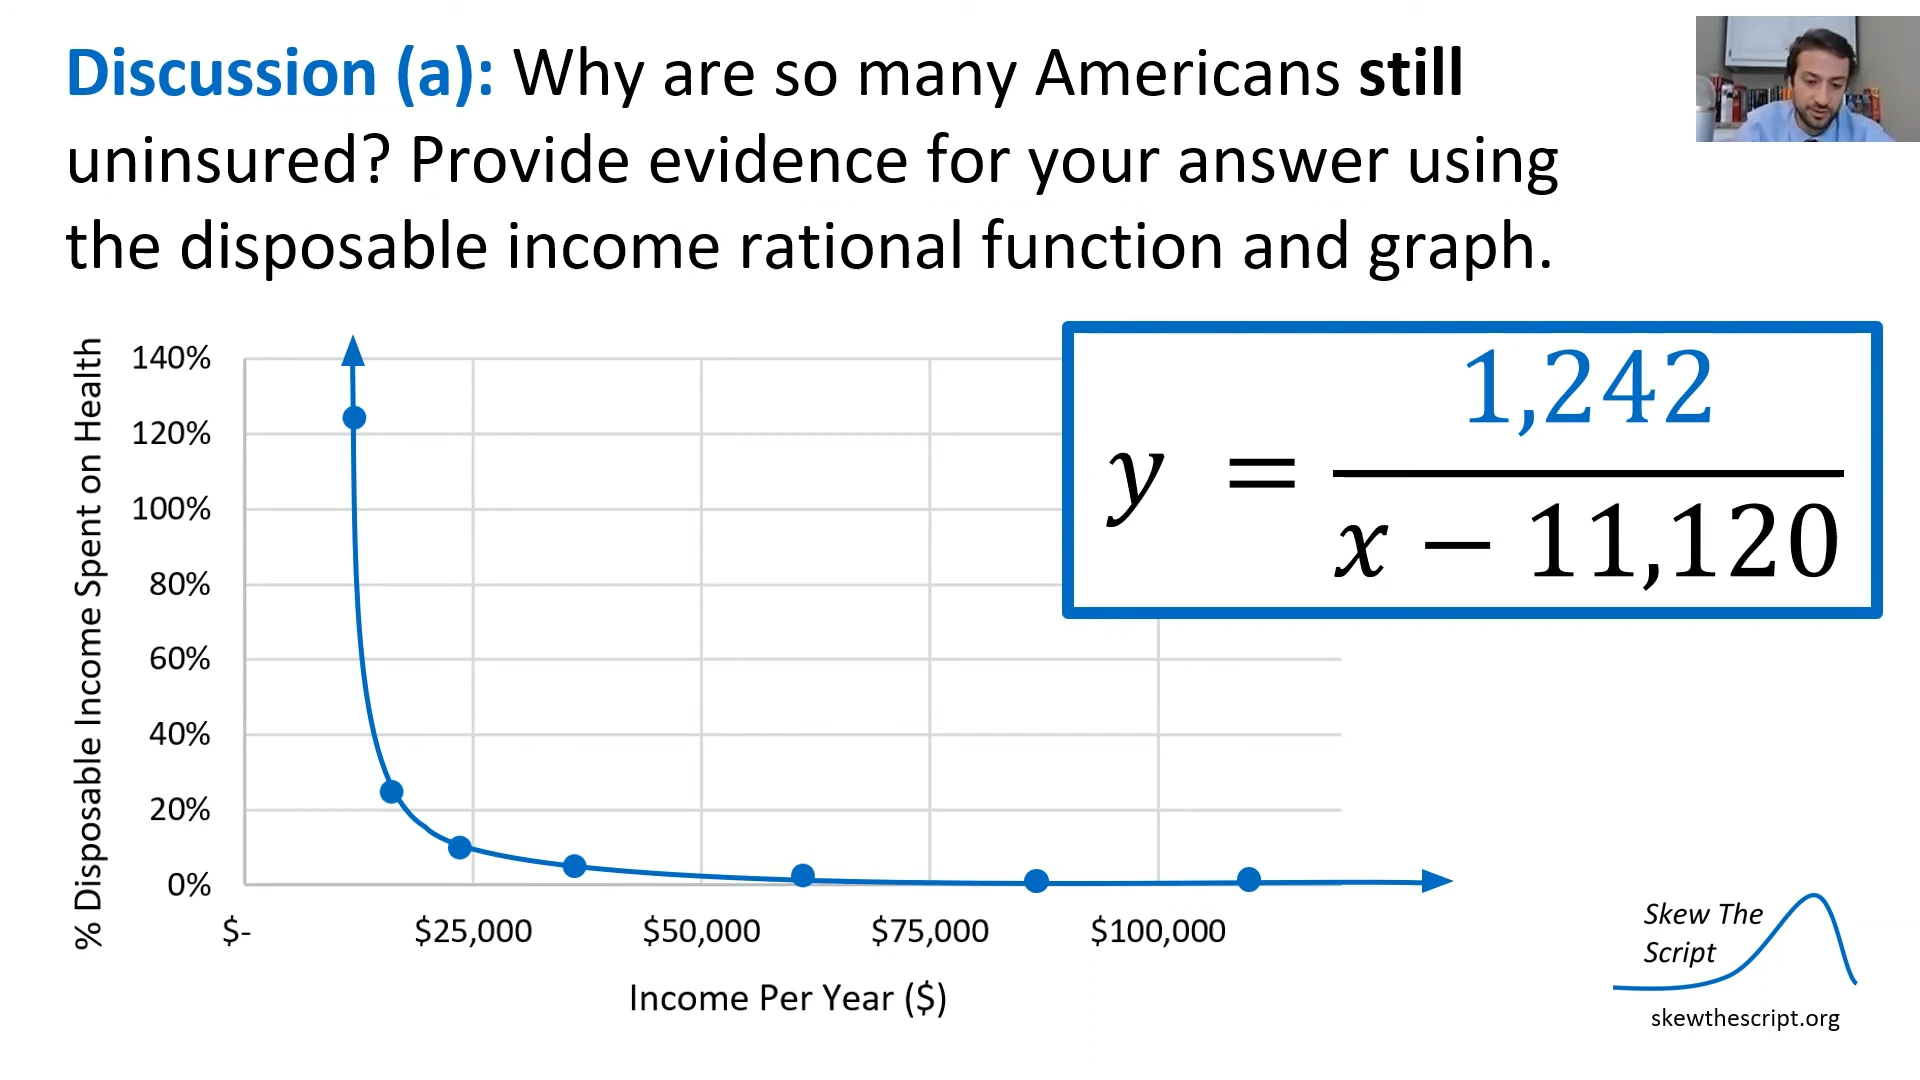 Discussion (a): Why are so many Americans still
uninsured? Provide evidence for your answer using
the disposable income rational function and graph.
% Disposable Income Spent on Health
140%
120%
100%
80%
60%
40%
20%
0%
$-
$25,000
$50,000
$75,000
$100,000
Income Per Year ($)
1,242
y =
x − 11,120
Skew The
Script
skewthescript.org